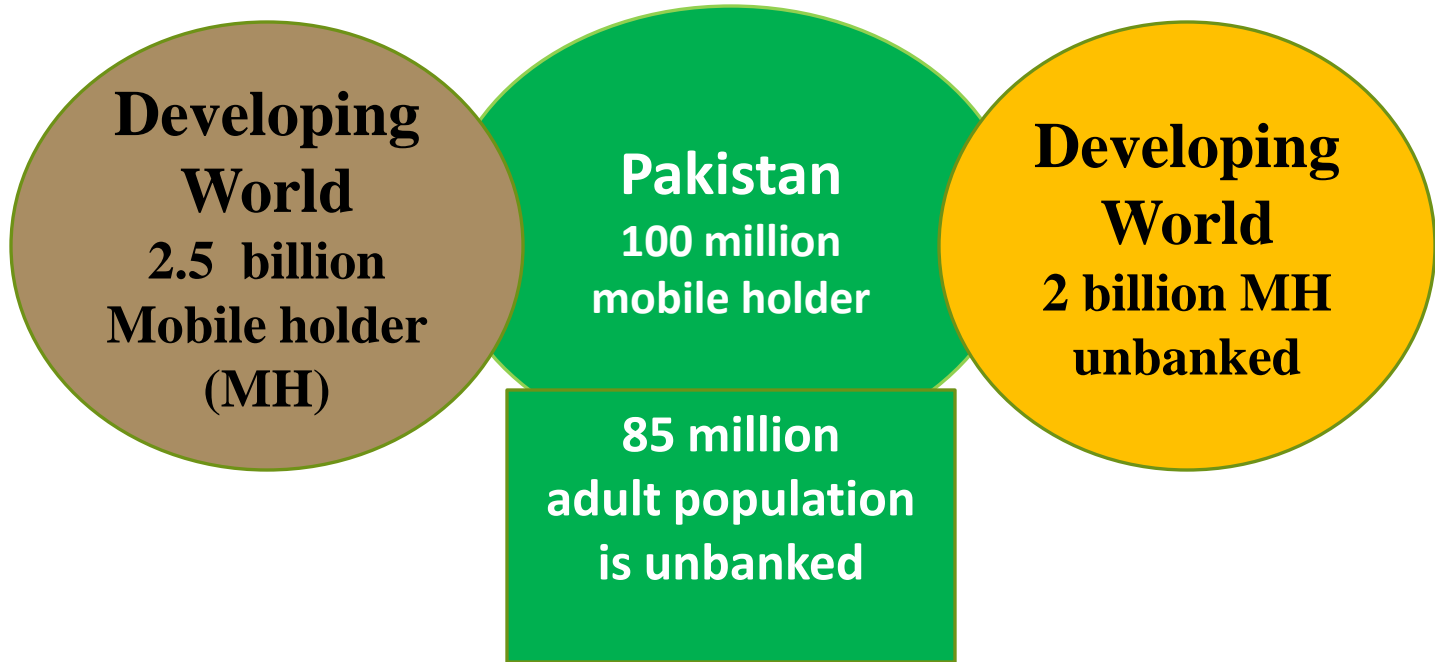 Developing
World
2.5 billion
Mobile holder
(MH)
Pakistan
100 million
mobile holder
85 million
adult population
is unbanked
Developing
World
2 billion MH
unbanked